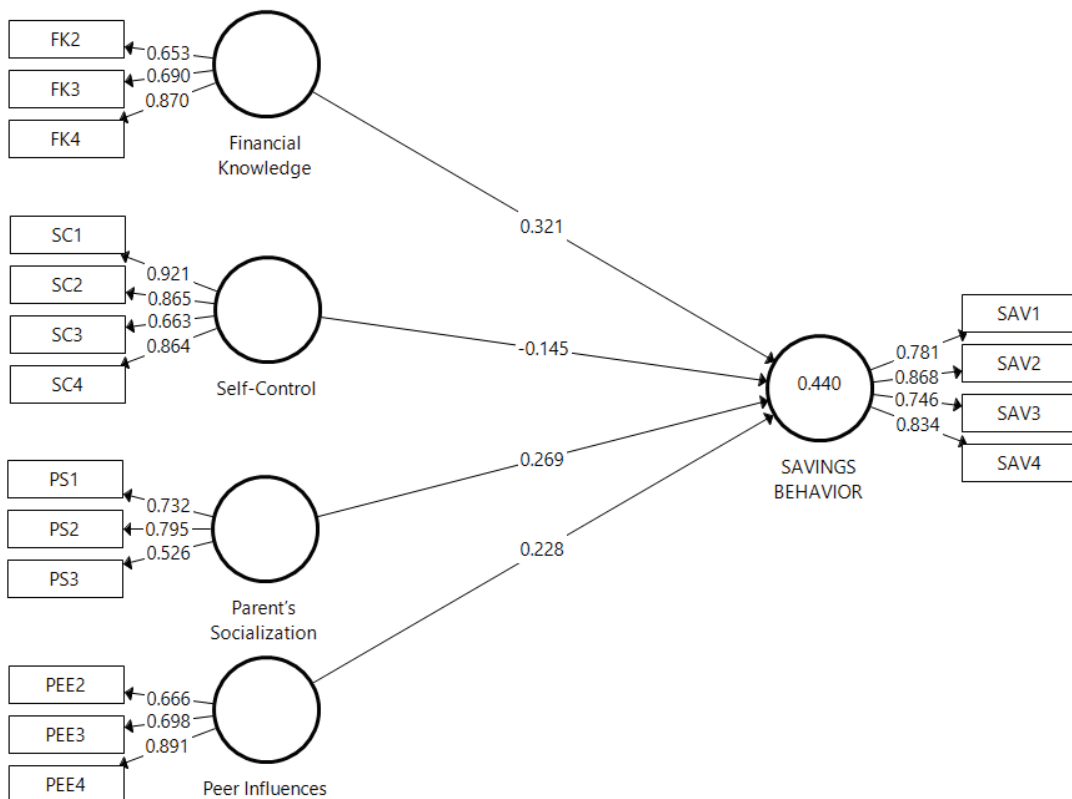 FK2
0.653
FK3
0.690
0.870
FK4
Financial
Knowledge
0.321
SC1
0.921
SC2
0.865
SC3
0.663
0.864
SC4
Self-Control
-0.145
PS1
0.732
PS2
0.795
PS3
0.526
Parent’s
Socialization
0.269
PEE2
0.666
PEE3
0.698
0.891
PEE4
Peer Influences
0.228
0.440
SAVINGS
BEHAVIOR
SAV1
0.781
SAV2
0.868
0.746
SAV3
0.834
SAV4